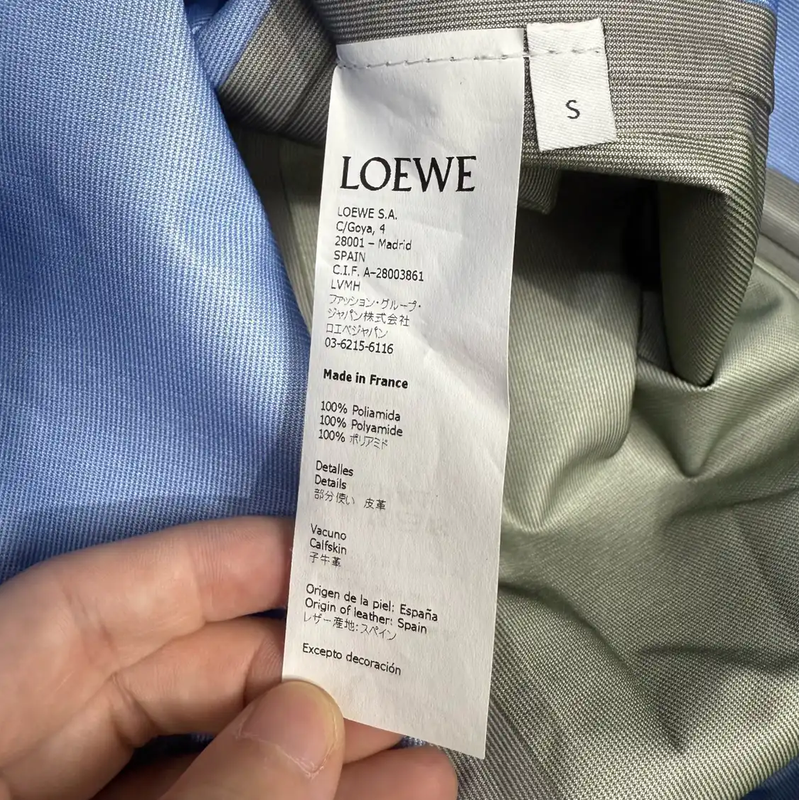 S
LOEWE
LOEWE S.A.
C/Goya, 4
28001 – Madrid
SPAIN
C.I.F. A-28003861
LVMH
ファッション・グループ・
ジャパン株式会社
ロエベジャパン
03-6215-6116
Made in France
100% Poliamida
100% Polyamide
100% ポリアミド
Detalles
Details
部分使い 皮革
Vacuno
Calfskin
子牛革
Origen de la piel: España
Origin of leather: Spain
レザー産地：スペイン
Excepto decoración